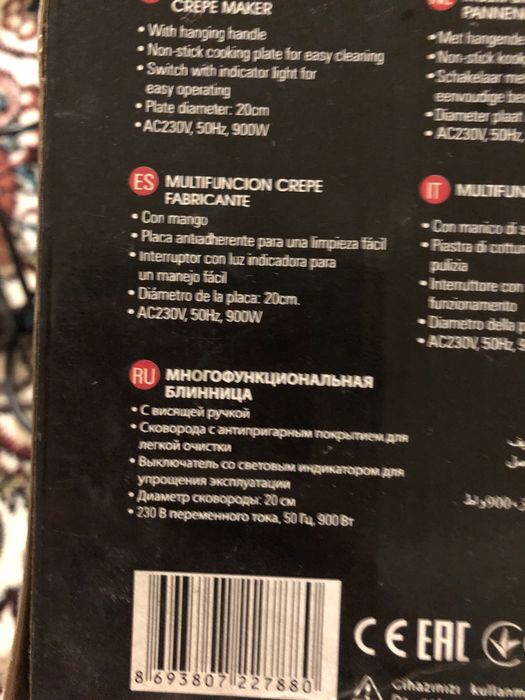 CREPE MAKER
• With hanging handle
• Non-stick cooking plate for easy cleaning
• Switch with indicator light for
easy operating
• Plate diameter: 20cm
• AC230V, 50Hz, 900W
ES MULTIFUNCION CREPE
FABRICANTE
• Con mango
• Placa antiadherente para una limpieza fácil
• Interruptor con luz indicadora para
un manejo fácil
• Diámetro de la placa: 20cm.
• AC230V, 50Hz, 900W
RU МНОГОФУНКЦИОНАЛЬНАЯ
БЛИННИЦА
• С висящей ручкой
• Сковорода с антипригарным покрытием для
легкой очистки
• Выключатель со световым индикатором для
упрощения эксплуатации
• Диаметр сковороды: 20 см
• 230 В переменного тока, 50 Гц, 900 Вт
8 693807 227880
PANNEN
• Met hangende
• Non-stick
• Schakelaar
eenvoudige
• Diameter plaat
• AC230V, 50Hz,
IT
• Con manico di
• Piastra di
pulizia
• Interruttore con
funzionamento
• Diametro della
• AC230V, 50Hz,
CE EAC
Cihazınızı